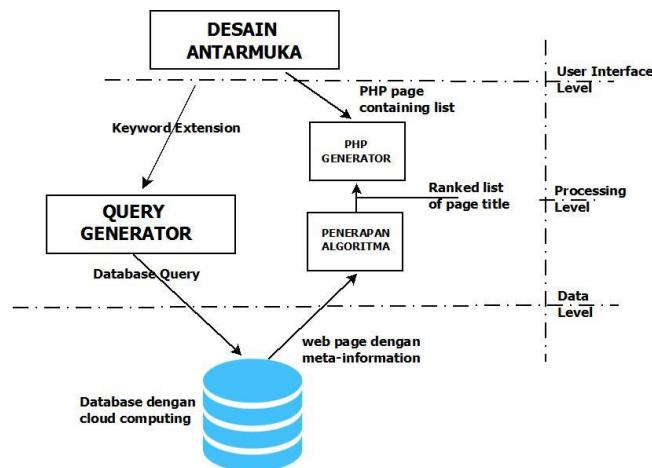 DESAIN
ANTARMUKA
User Interface
Level
PHP page
containing list
Keyword Extension
PHP
GENERATOR
Ranked list
of page title
Processing
Level
QUERY
GENERATOR
PENERAPAN
ALGORITMA
Database Query
Data
Level
web page dengan
meta-information
Database dengan
cloud computing